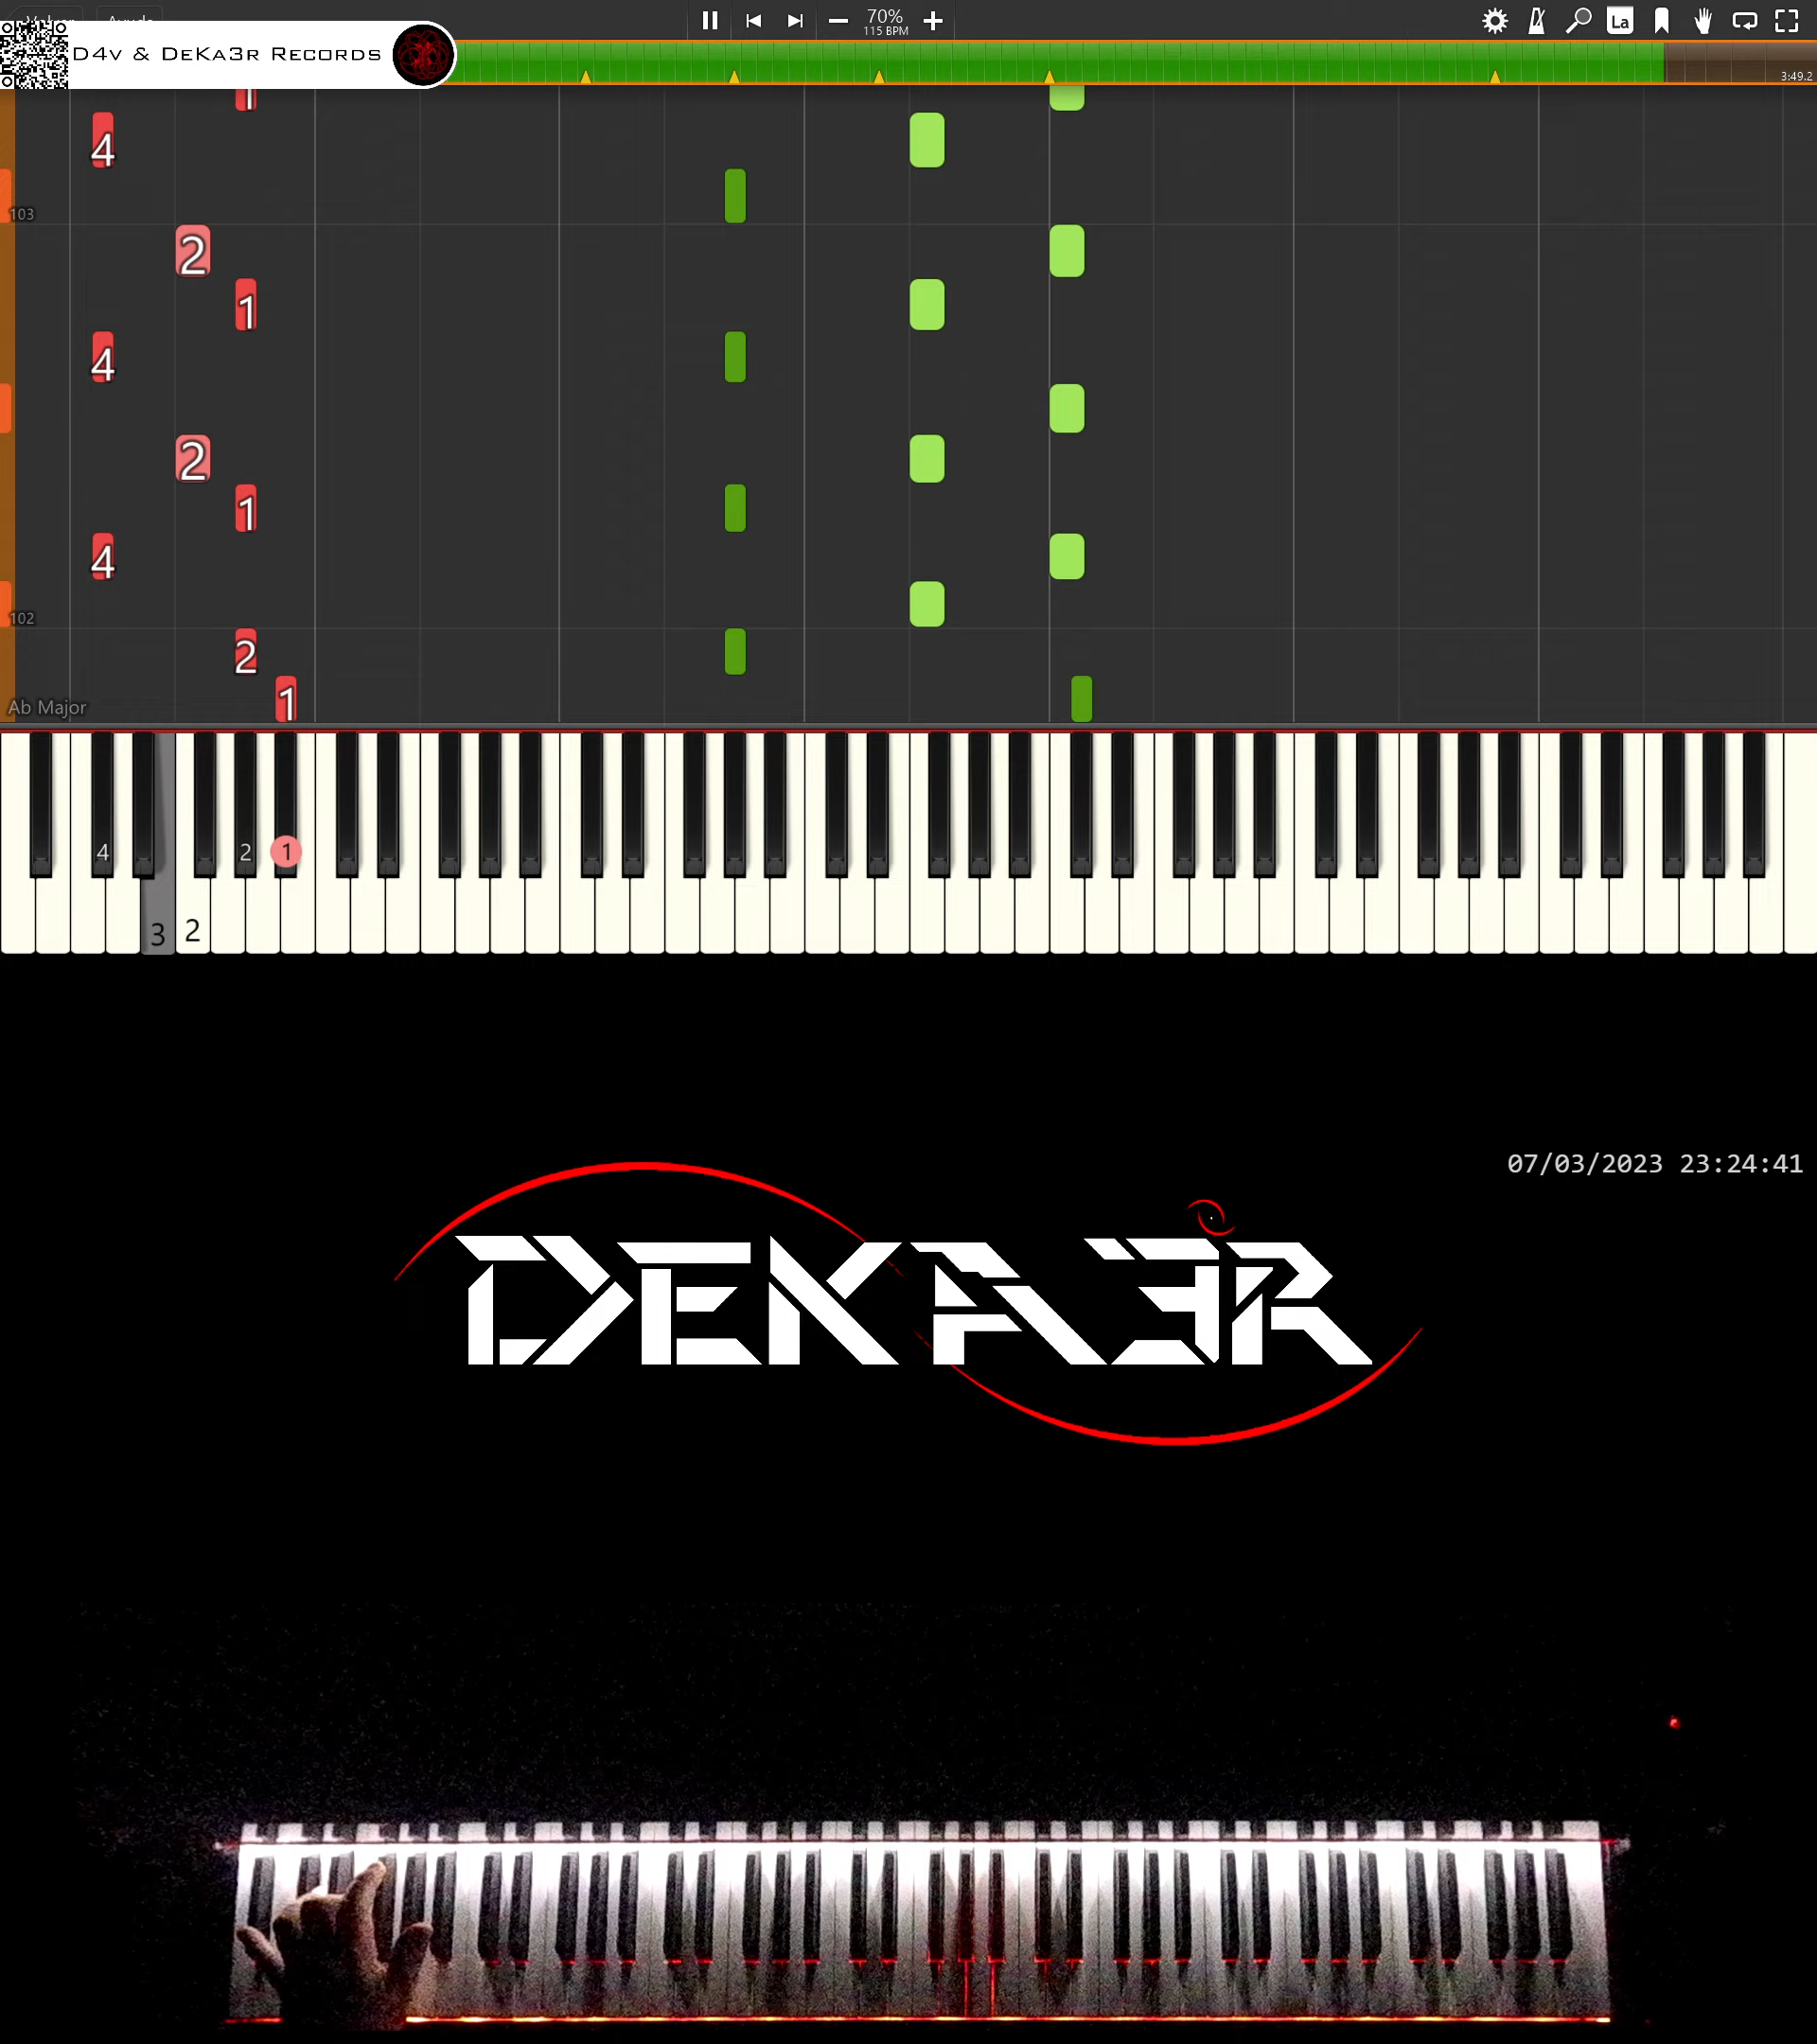 70%
115 BPM
La
D4v & DeKa3r Records
3:49.2
1
4
103
2
1
4
2
1
4
102
2
1
Ab Major
4 2 1
3 2
07/03/2023 23:24:41
DEKA3R